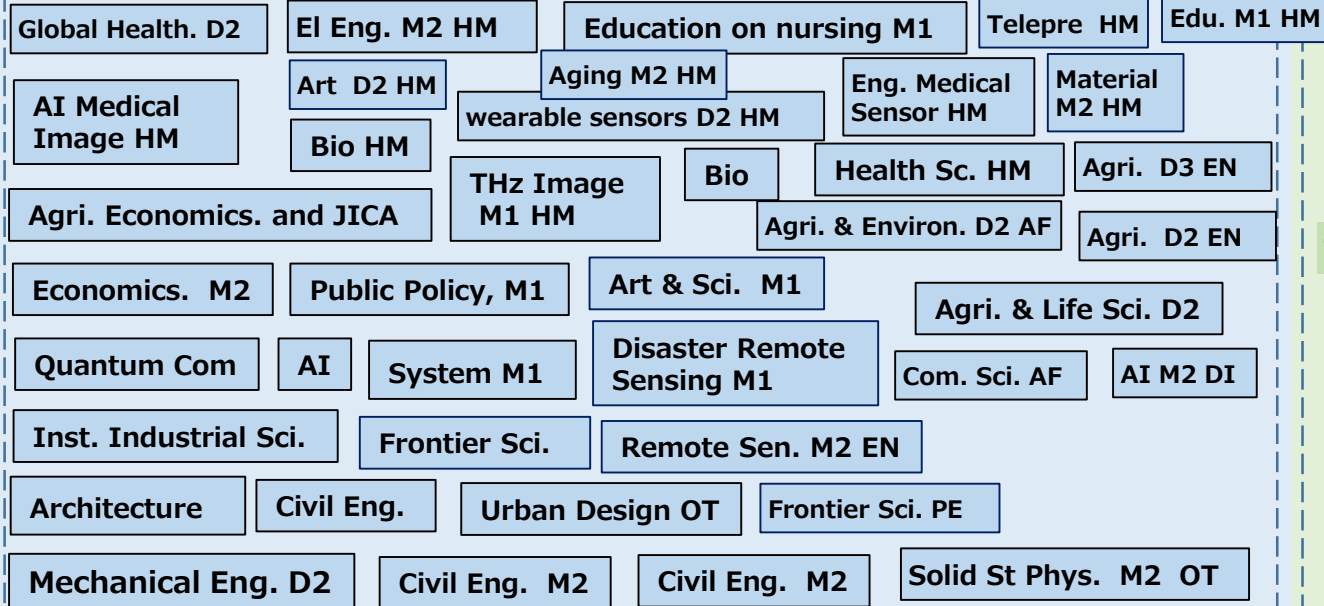 Global Health. D2
El Eng. M2 HM
Education on nursing M1
Telepre HM
Edu. M1 HM
AI Medical
Image HM
Art D2 HM
Aging M2 HM
wearable sensors D2 HM
Eng. Medical
Sensor HM
Material
M2 HM
Bio HM
THz Image
M1 HM
Bio
Health Sc. HM
Agri. D3 EN
Agri. Economics. and JICA
Agri. & Environ. D2 AF
Agri. D2 EN
Economics. M2
Public Policy, M1
Art & Sci. M1
Agri. & Life Sci. D2
Quantum Com
AI
System M1
Disaster Remote
Sensing M1
Com. Sci. AF
AI M2 DI
Inst. Industrial Sci.
Frontier Sci.
Remote Sen. M2 EN
Architecture
Civil Eng.
Urban Design OT
Frontier Sci. PE
Mechanical Eng. D2
Civil Eng. M2
Civil Eng. M2
Solid St Phys. M2 OT